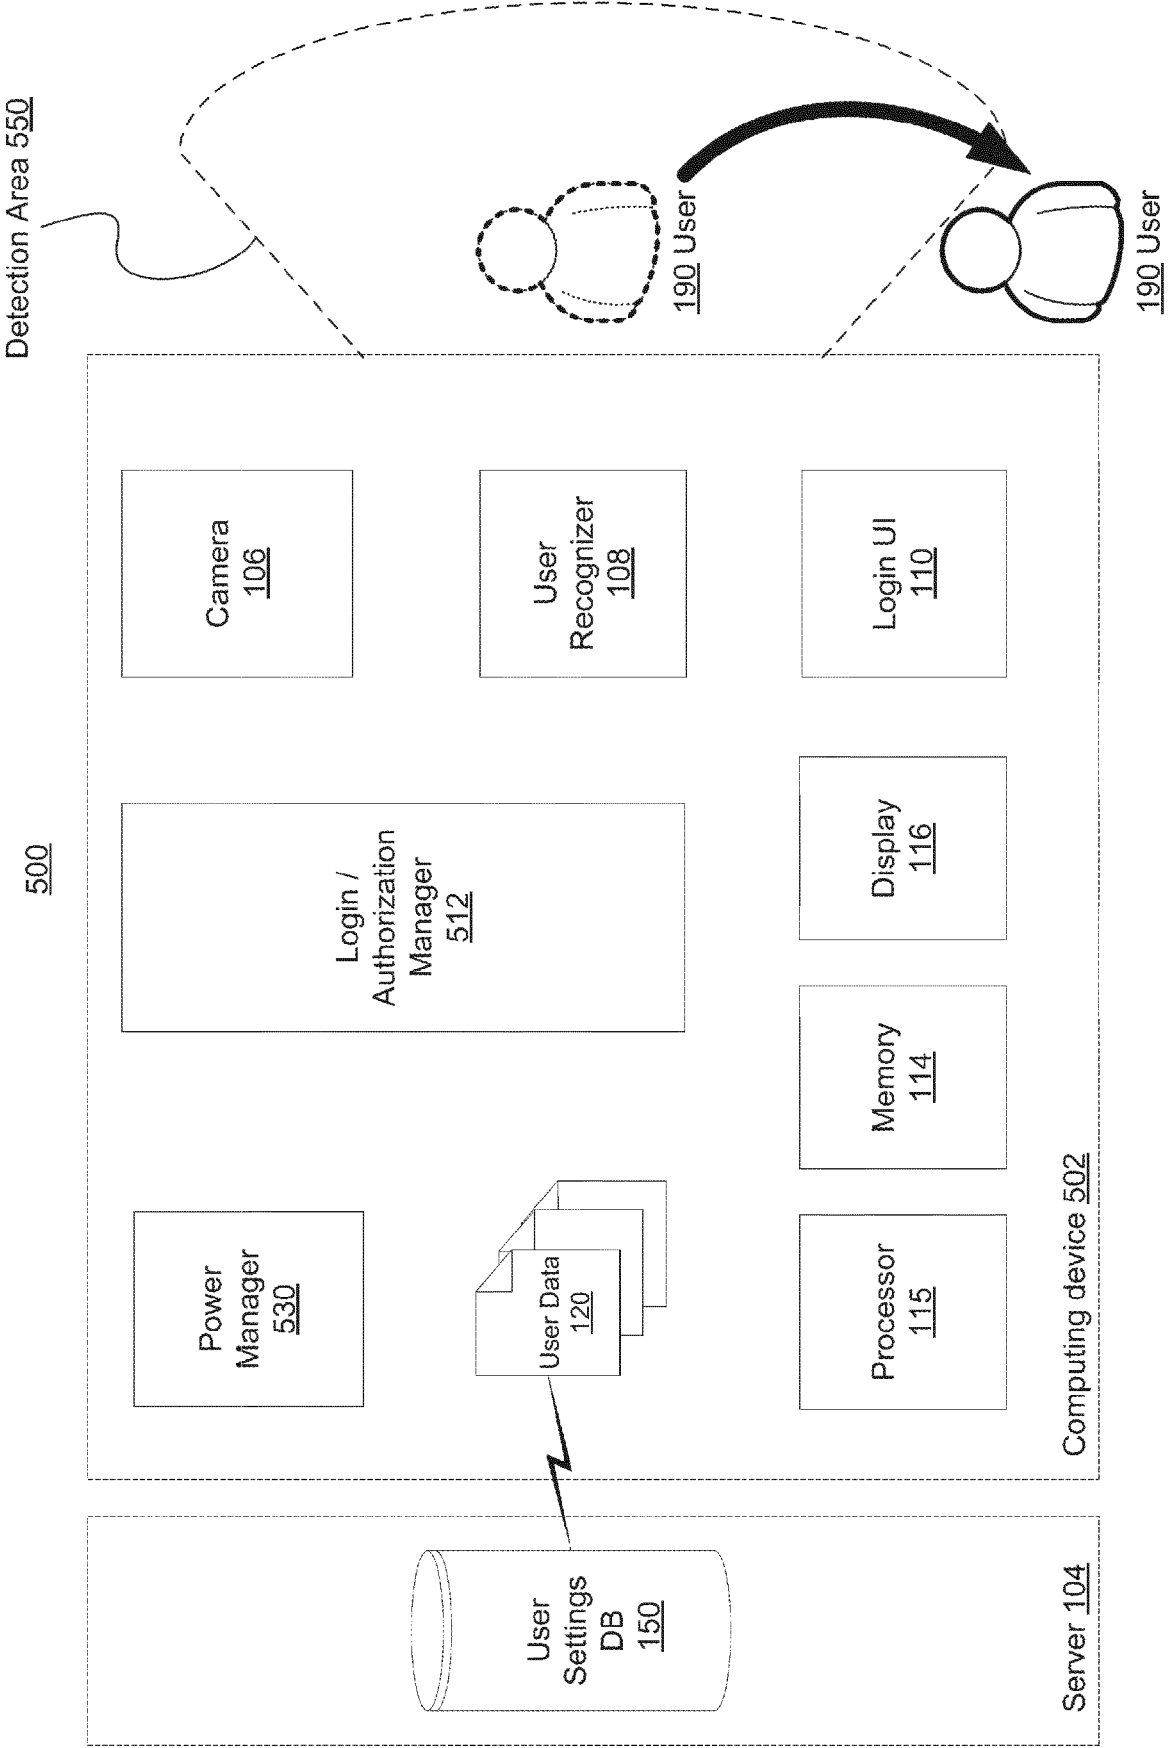 500
Server 104
User
Settings
DB
150
Computing device 502
Power
Manager
530
User Data
120
Processor
115
Login /
Authorization
Manager
512
Memory
114
Display
116
Camera
106
User
Recognizer
108
Login UI
110
Detection Area 550
190 User
190 User